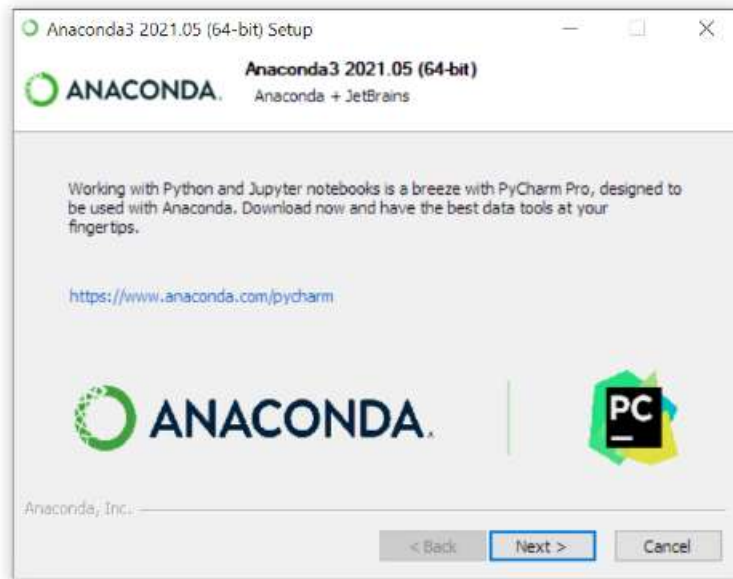 Anaconda3 2021.05 (64-bit) Setup
ANACONDA.
Anaconda3 2021.05 (64-bit)
Anaconda + JetBrains
Working with Python and Jupyter notebooks is a breeze with PyCharm Pro, designed to
be used with Anaconda. Download now and have the best data tools at your
fingertips.
https://www.anaconda.com/pycharm
ANACONDA.
PC
Anaconda, Inc.
< Back
Next >
Cancel